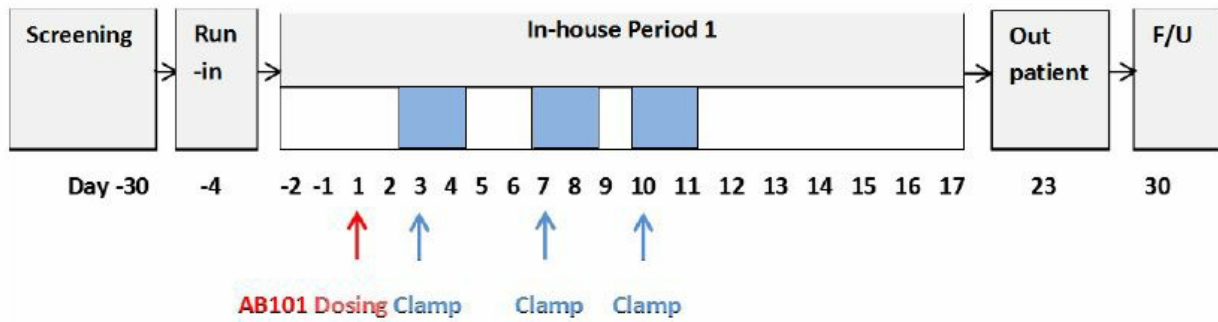 Screening
Run
-in
In-house Period 1
Out
patient
F/U
Day -30 -4 -2 -1 1 2 3 4 5 6 7 8 9 10 11 12 13 14 15 16 17 23 30
AB101 Dosing Clamp Clamp Clamp